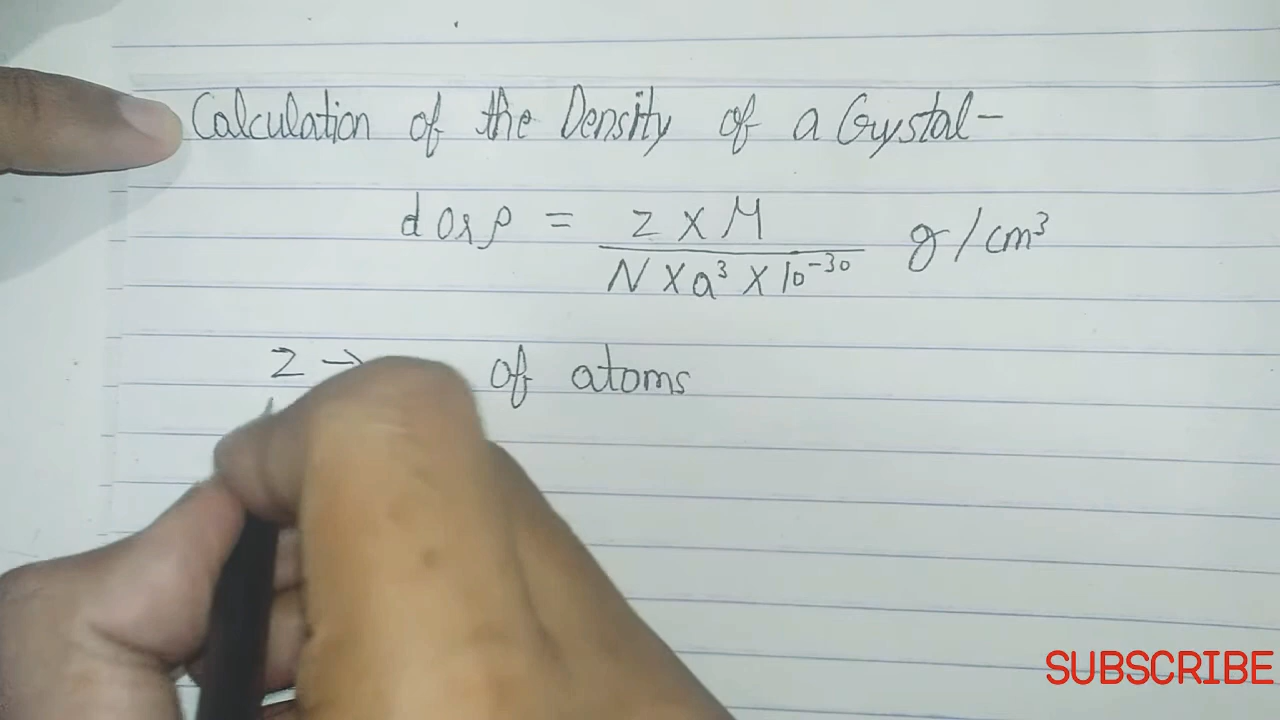 Calculation of the Density of a Crystal-
d or ρ = Z × M / N × a³ × 10⁻³⁰ g/cm³
Z → of atoms
SUBSCRIBE